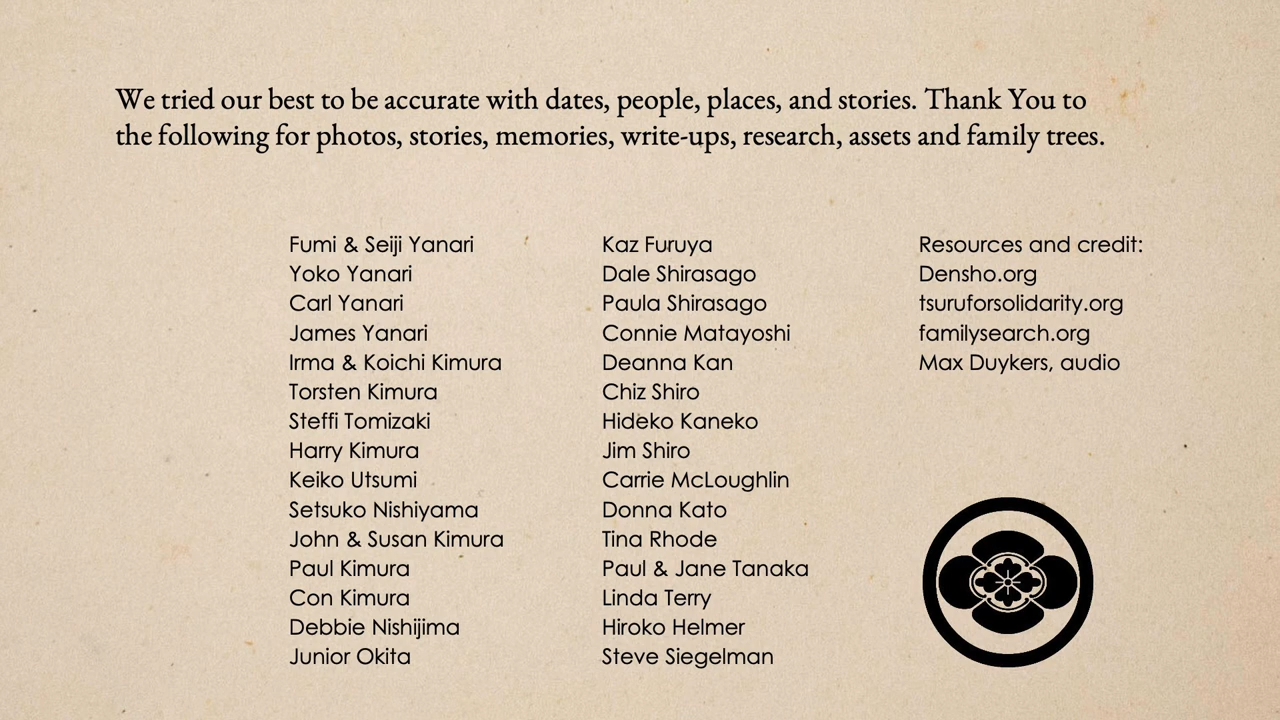 We tried our best to be accurate with dates, people, places, and stories. Thank You to
the following for photos, stories, memories, write-ups, research, assets and family trees.
Fumi & Seiji Yanari
Yoko Yanari
Carl Yanari
James Yanari
Irma & Koichi Kimura
Torsten Kimura
Steffi Tomizaki
Harry Kimura
Keiko Utsumi
Setsuko Nishiyama
John & Susan Kimura
Paul Kimura
Con Kimura
Debbie Nishijima
Junior Okita
Kaz Furuya
Dale Shirasago
Paula Shirasago
Connie Matayoshi
Deanna Kan
Chiz Shiro
Hideko Kaneko
Jim Shiro
Carrie McLoughlin
Donna Kato
Tina Rhode
Paul & Jane Tanaka
Linda Terry
Hiroko Helmer
Steve Siegelman
Resources and credit:
Densho.org
tsuruforsolidarity.org
familysearch.org
Max Duykers, audio